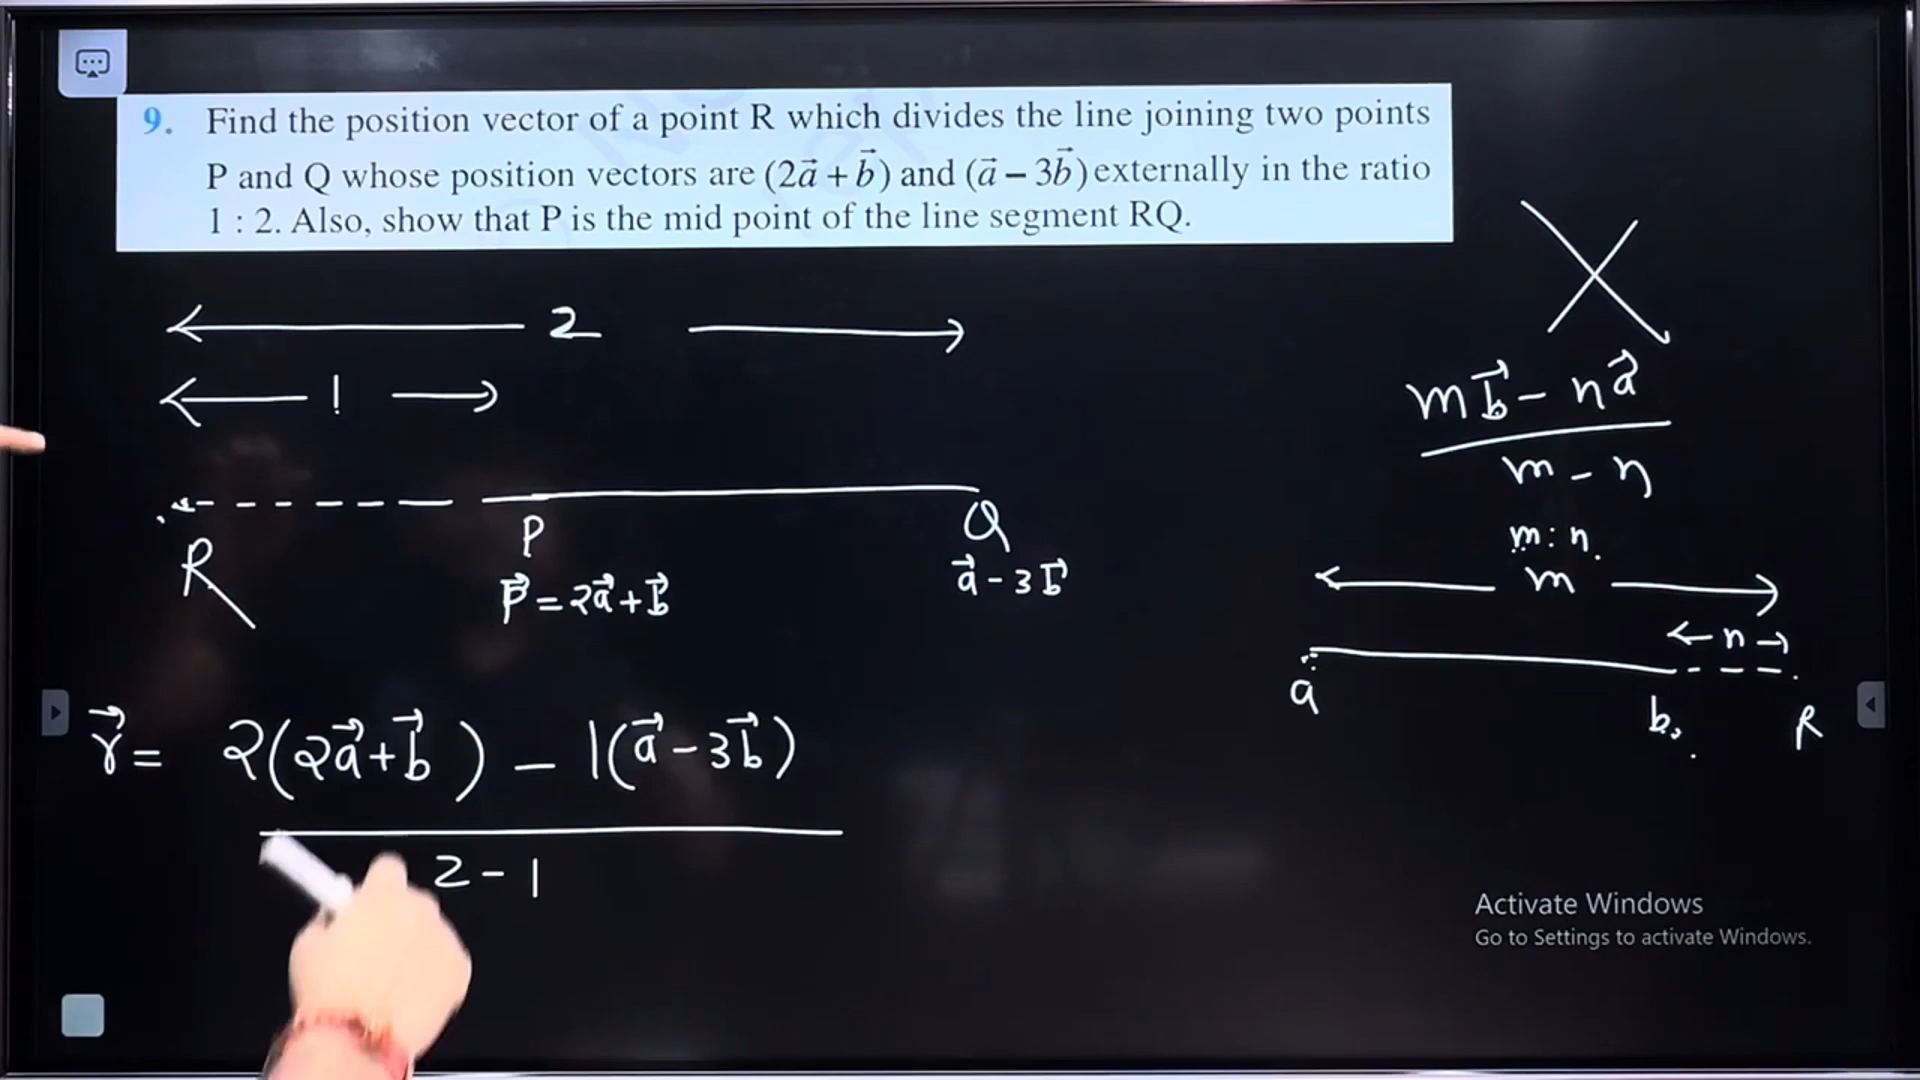 9. Find the position vector of a point R which divides the line joining two points
P and Q whose position vectors are (2a⃗ + b⃗) and (a⃗ – 3b⃗) externally in the ratio
1 : 2. Also, show that P is the mid point of the line segment RQ.
2
1
R
P
Q
P⃗ = 2a⃗ + b⃗
a⃗ - 3b⃗
r⃗ = 2(2a⃗+b⃗) - 1(a⃗-3b⃗)
2-1
mb⃗ - na⃗
m - n
m : n
m
n
a
b
R
Activate Windows
Go to Settings to activate Windows.